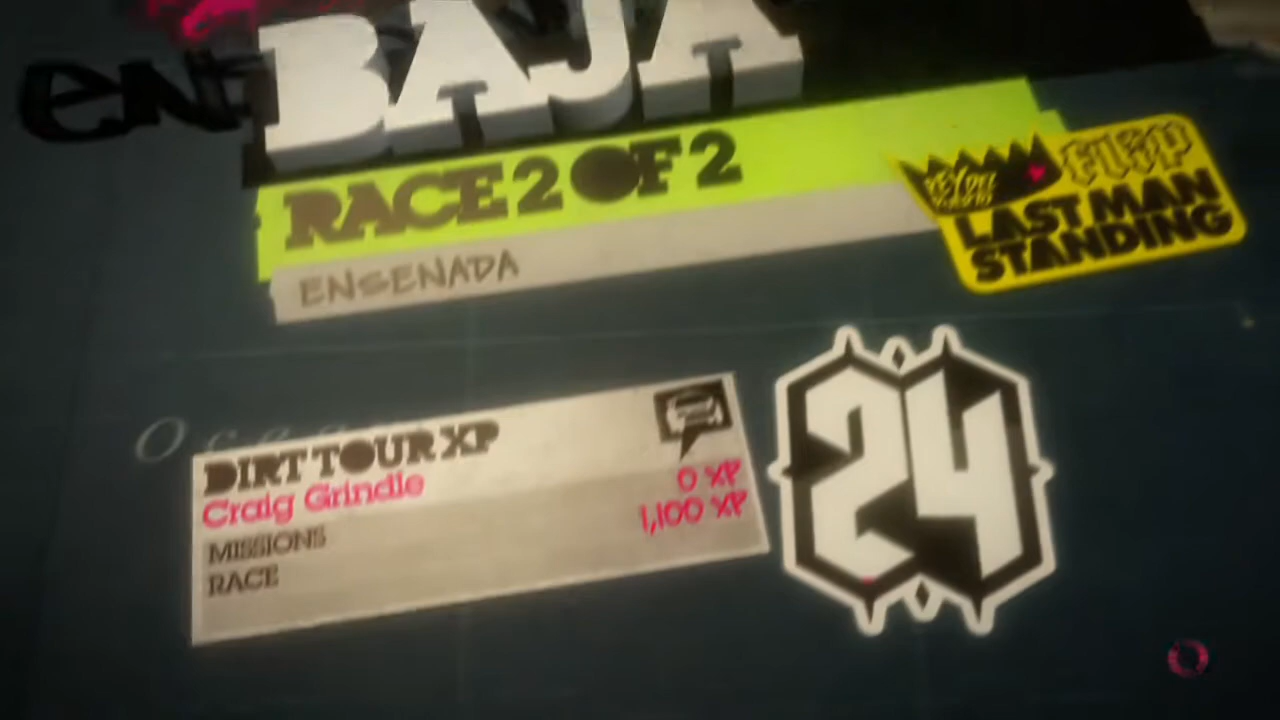 BAJA
RACE 2 OF 2
ENSENADA
FLIP
LAST MAN
STANDING
DIRT TOUR XP
Craig Grindle
0 XP
1,100 XP
MISSIONS
RACE
24